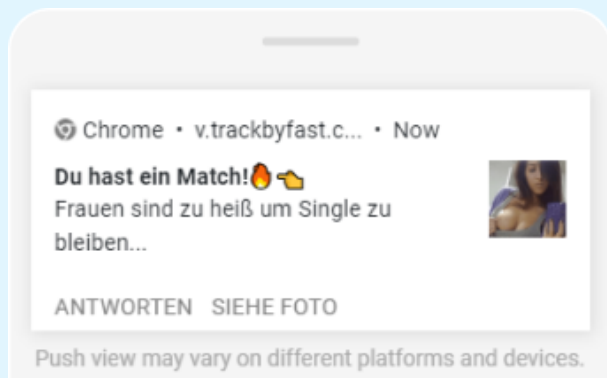 Chrome • v.trackbyfast.c... • Now
Du hast ein Match!🔥👈
Frauen sind zu heiß um Single zu
bleiben...
ANTWORTEN SIEHE FOTO
Push view may vary on different platforms and devices.